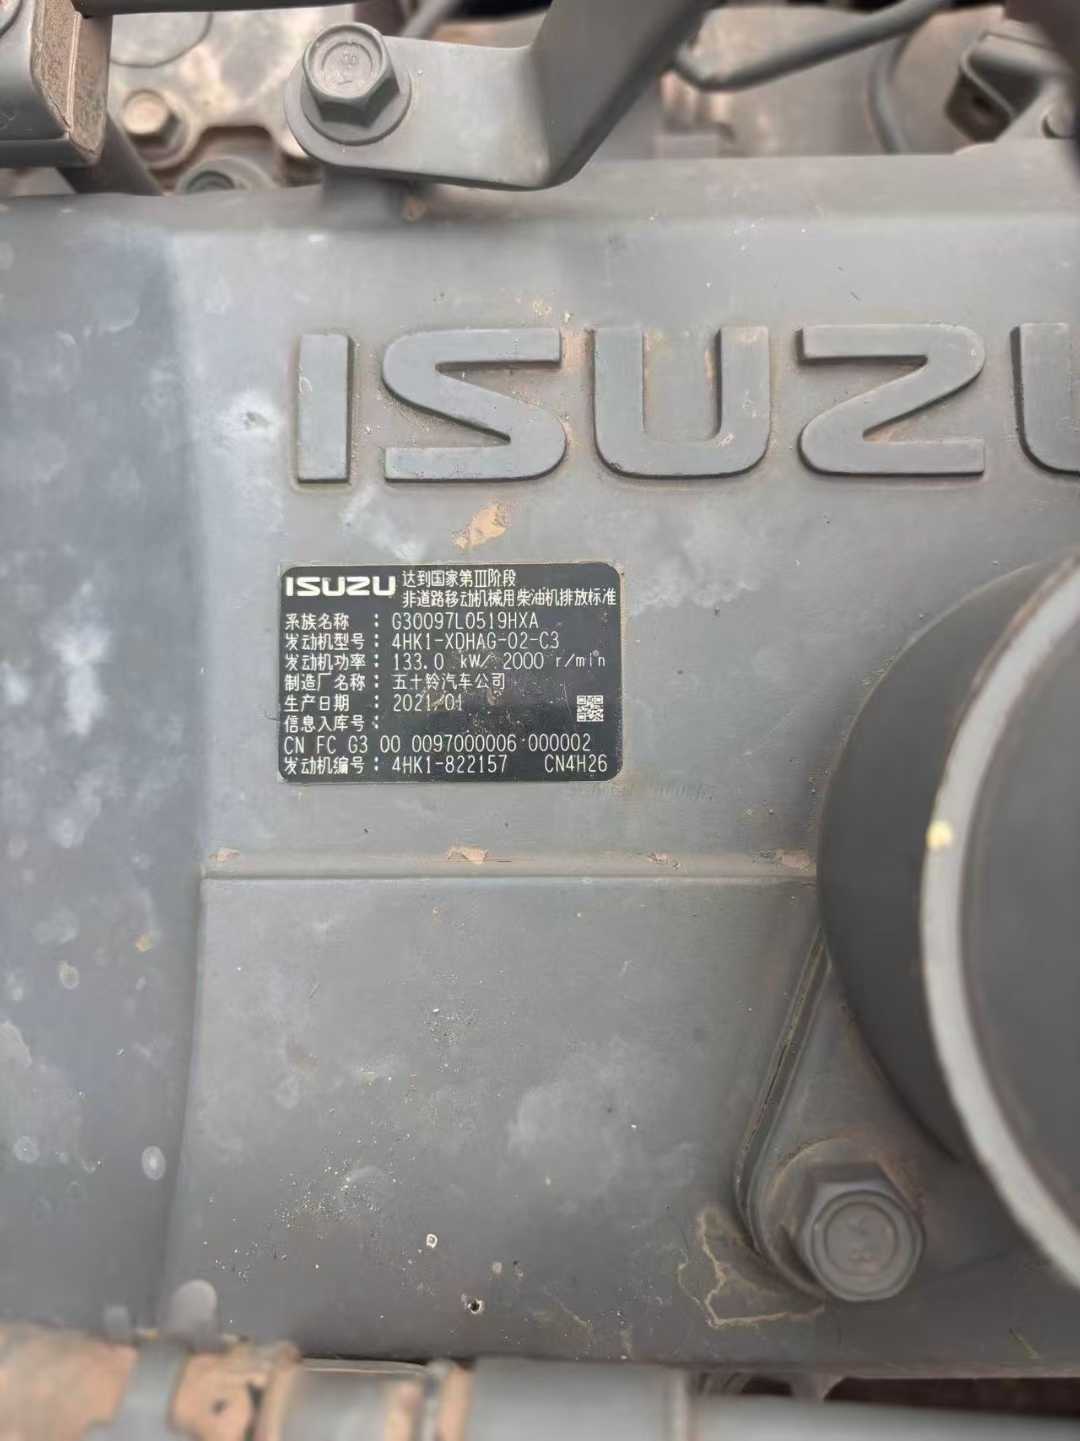 ISUZU
ISUZU 达到国家第Ⅲ阶段
非道路移动机械用柴油机排放标准
系族名称 : G30097L0519HXA
发动机型号: 4HK1-XDHAG-02-C3
发动机功率: 133.0 kW/ 2000 r/min
制造厂名称: 五十铃汽车公司
生产日期 : 2021/01
信息入库号:
CN FC G3 00 0097000006 000002
发动机编号: 4HK1-822157 CN4H26